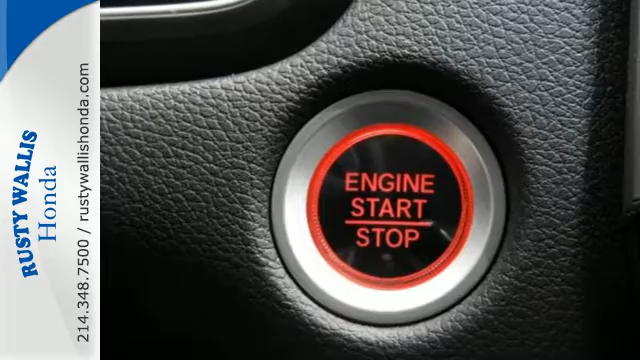 RUSTY WALLIS
Honda
214.348.7500 / rustywallishonda.com
ENGINE
START
STOP